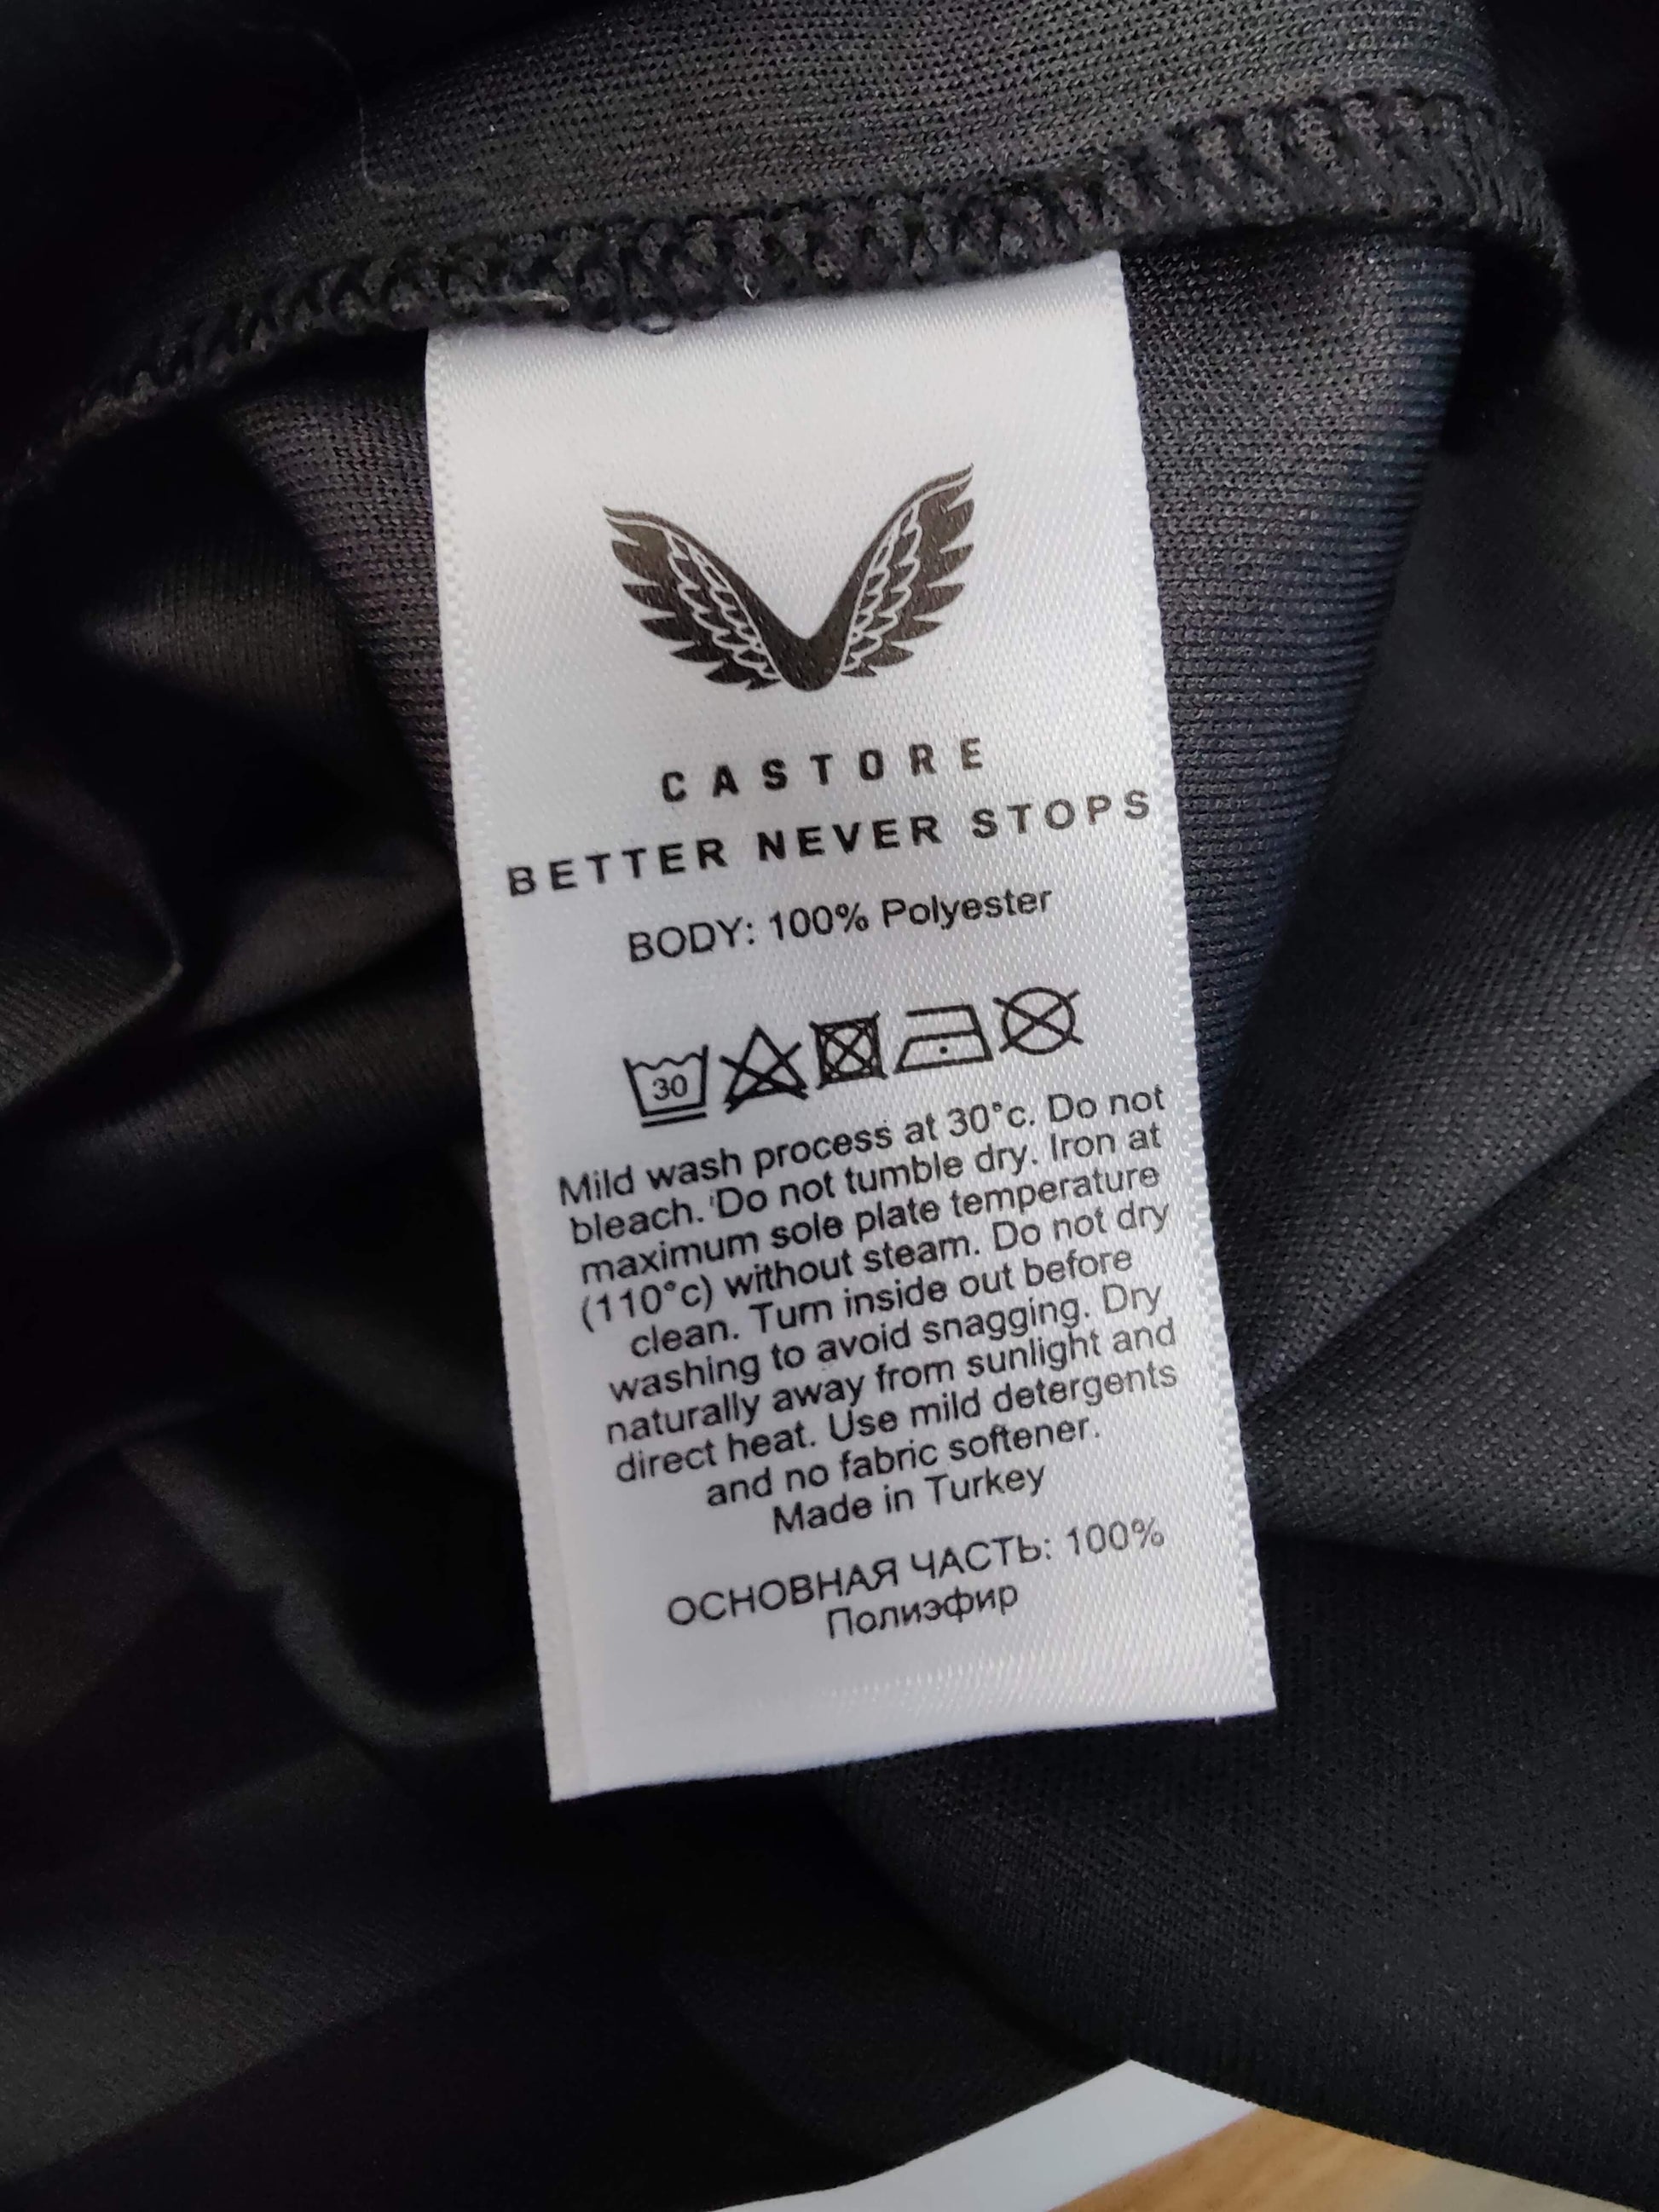 CASTORE
BETTER NEVER STOPS
BODY: 100% Polyester
30
Mild wash process at 30°c. Do not
bleach. Do not tumble dry. Iron at
maximum sole plate temperature
(110°c) without steam. Do not dry
clean. Turn inside out before
washing to avoid snagging. Dry
naturally away from sunlight and
direct heat. Use mild detergents
and no fabric softener.
Made in Turkey
ОСНОВНАЯ ЧАСТЬ: 100%
Полиэфир